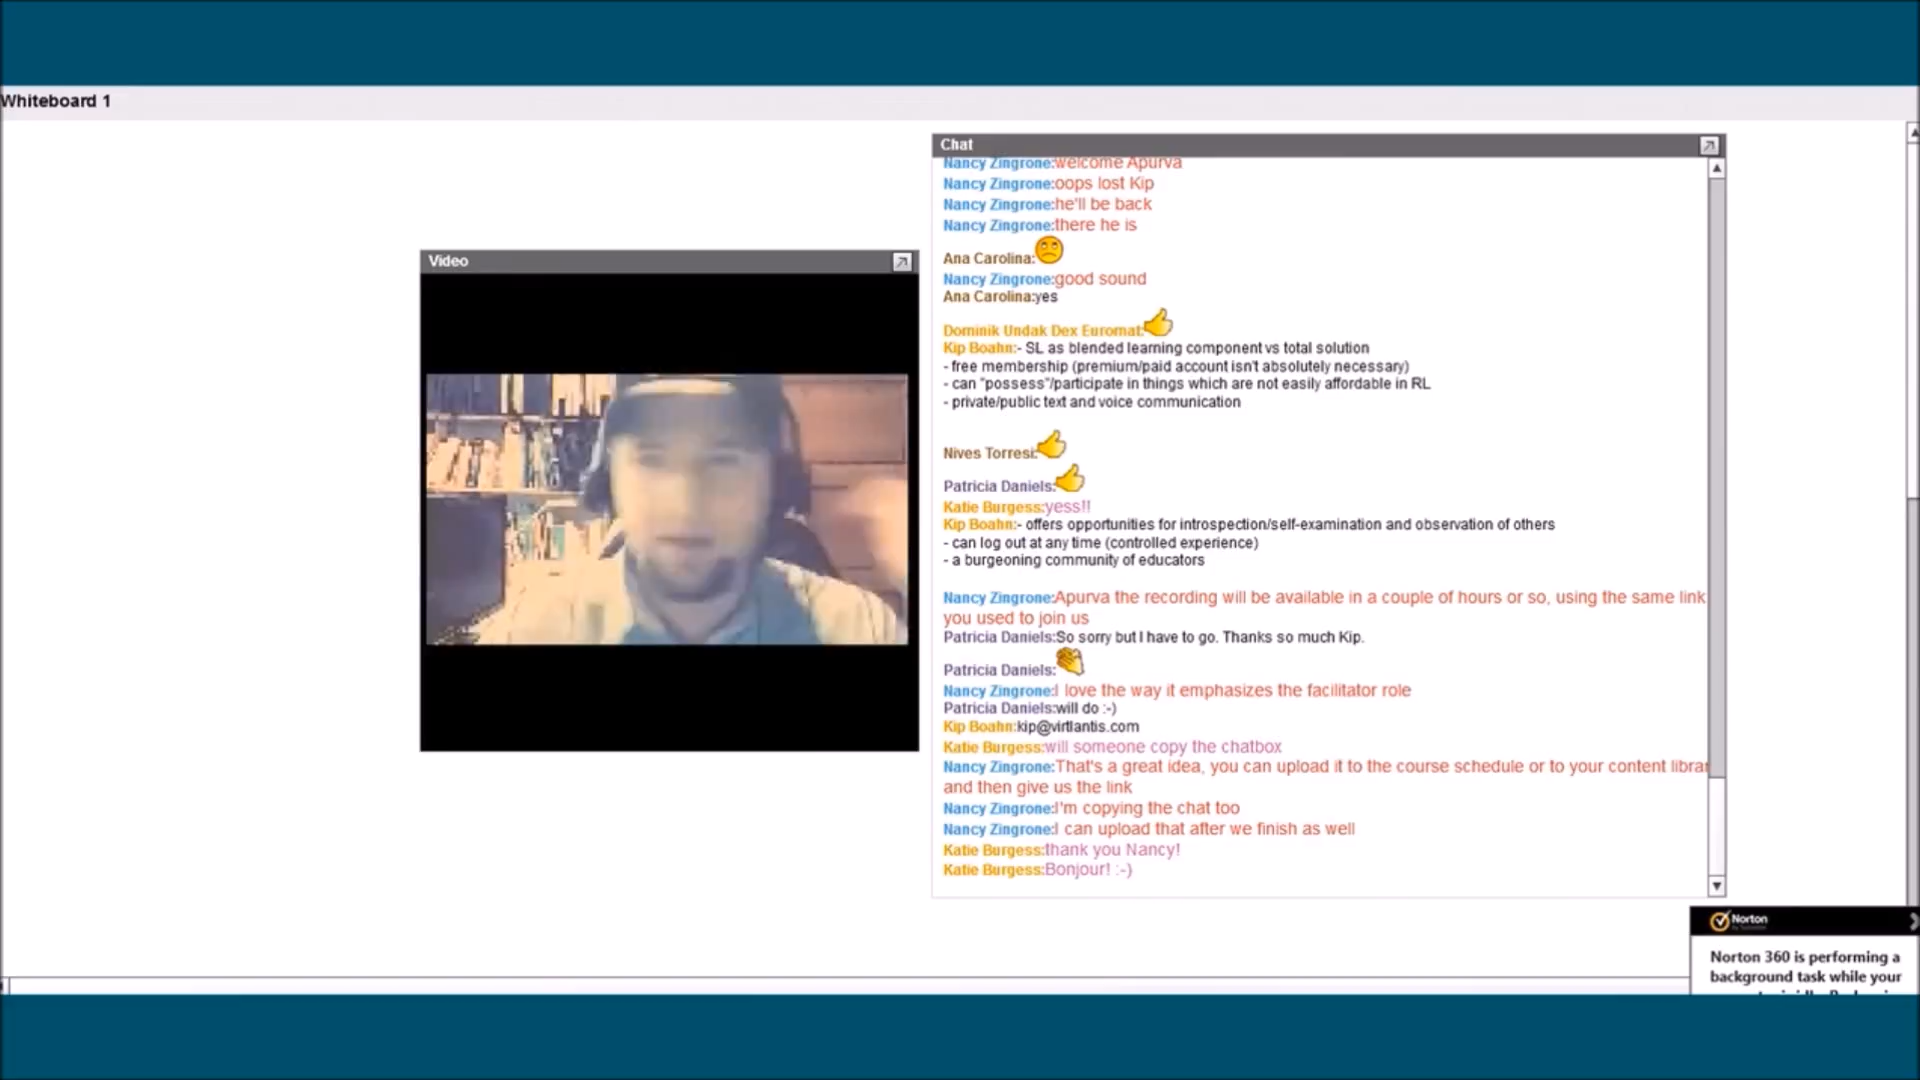 Whiteboard 1
Video
Chat
Nancy Zingrone:welcome Apurva
Nancy Zingrone:oops lost Kip
Nancy Zingrone:he'll be back
Nancy Zingrone:there he is
Ana Carolina:
Nancy Zingrone:good sound
Ana Carolina:yes
Dominik Undak Dex Euromat:
Kip Boahn:- SL as blended learning component vs total solution
- free membership (premium/paid account isn't absolutely necessary)
- can "possess"/participate in things which are not easily affordable in RL
- private/public text and voice communication
Nives Torresi:
Patricia Daniels:
Katie Burgess:yess!!
Kip Boahn:- offers opportunities for introspection/self-examination and observation of others
- can log out at any time (controlled experience)
- a burgeoning community of educators
Nancy Zingrone:Apurva the recording will be available in a couple of hours or so, using the same link
you used to join us
Patricia Daniels:So sorry but I have to go. Thanks so much Kip.
Patricia Daniels:
Nancy Zingrone:I love the way it emphasizes the facilitator role
Patricia Daniels:will do :-)
Kip Boahn:kip@virtlantis.com
Katie Burgess:will someone copy the chatbox
Nancy Zingrone:That's a great idea, you can upload it to the course schedule or to your content librar
and then give us the link
Nancy Zingrone:I'm copying the chat too
Nancy Zingrone:I can upload that after we finish as well
Katie Burgess:thank you Nancy!
Katie Burgess:Bonjour! :-)
Norton
Norton 360 is performing a
background task while your